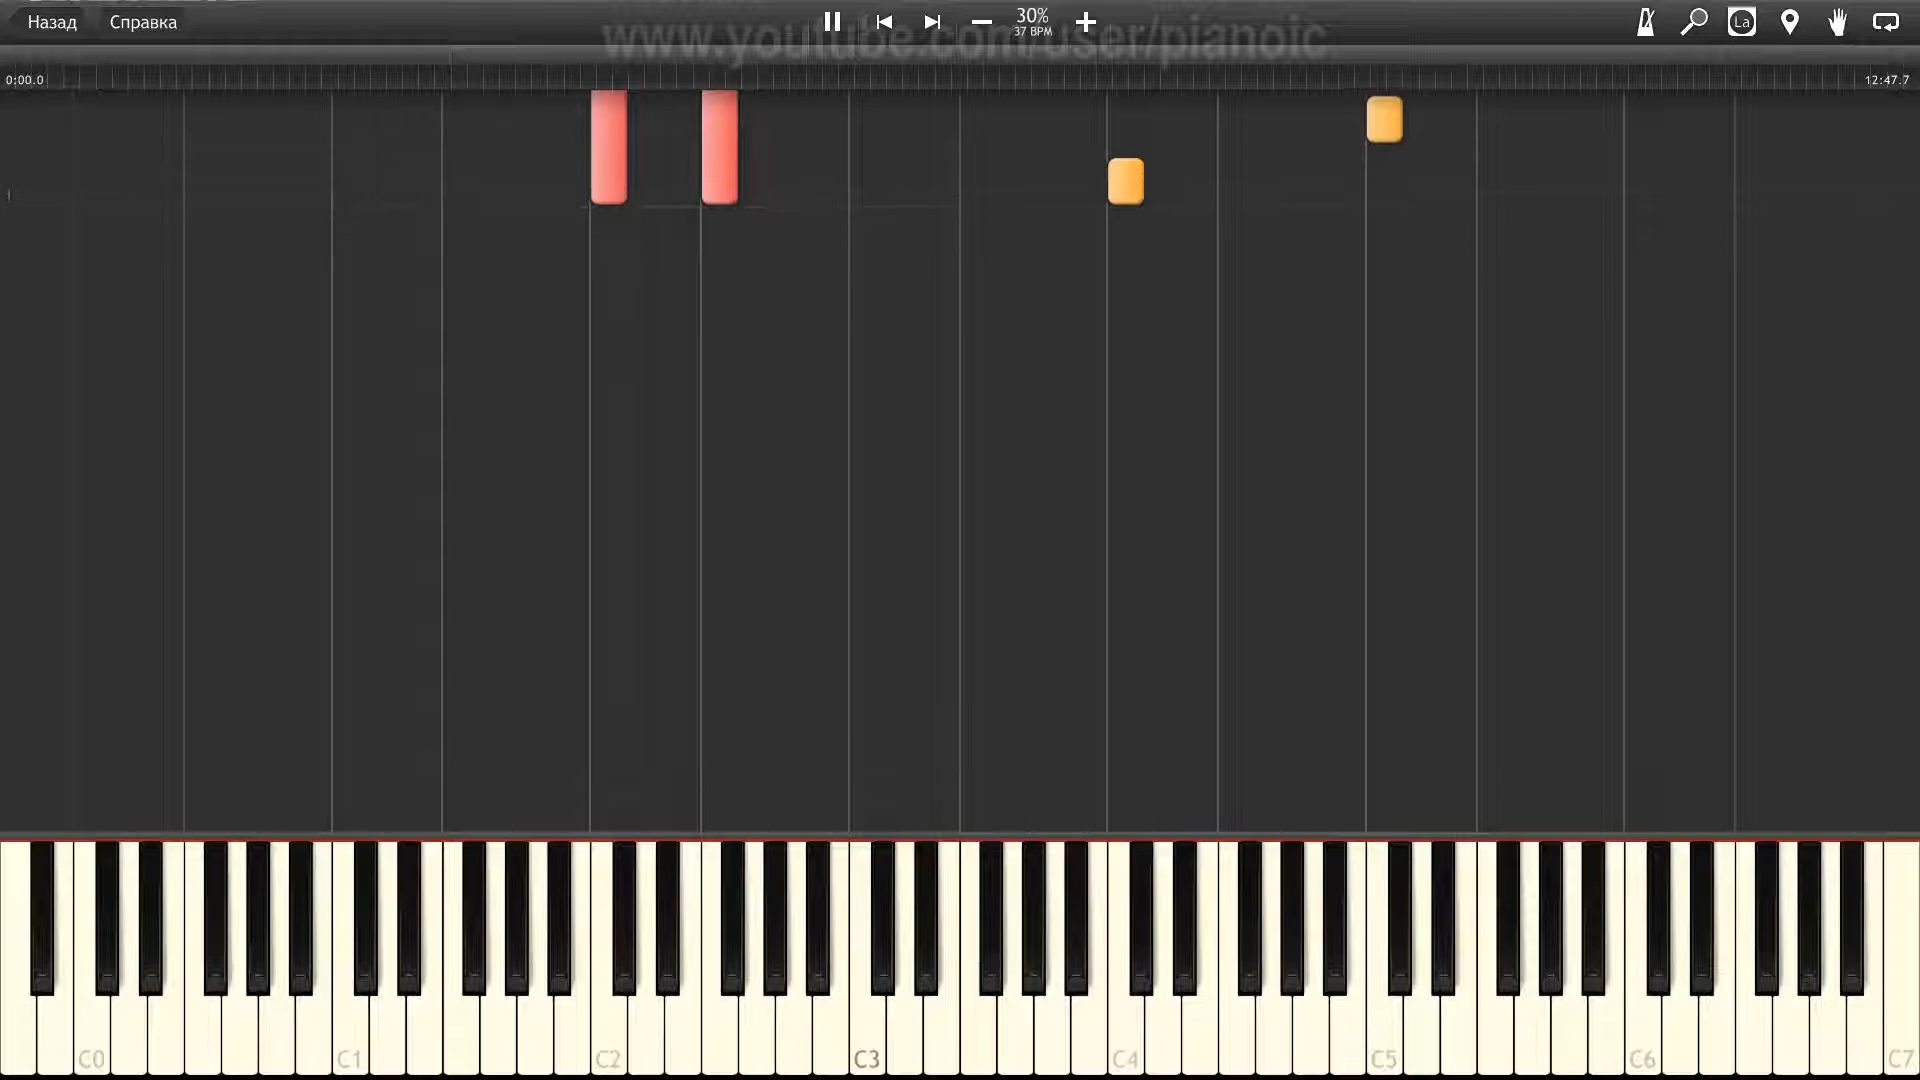 Назад Справка 30%
37 BPM La
www.youtube.com/user/pianoic
0:00.0 12:47.7
C0 C1 C2 C3 C4 C5 C6 C7